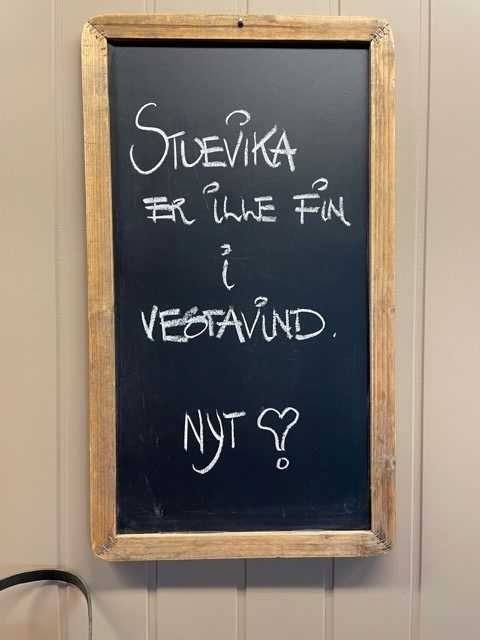 STUEVIKA
ER ILLE FIN
i
VESTAVIND.
NYT